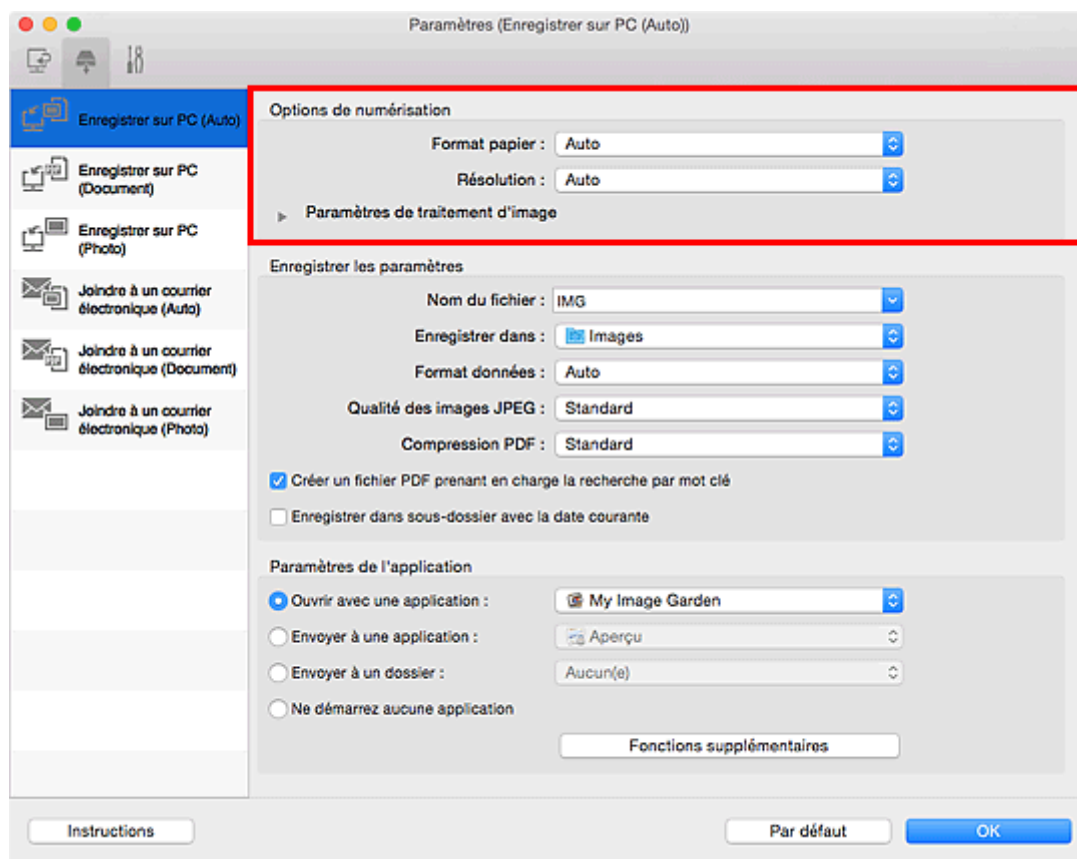 Paramètres (Enregistrer sur PC (Auto))
Enregistrer sur PC (Auto)
Enregistrer sur PC
(Document)
Enregistrer sur PC
(Photo)
Joindre à un courrier
électronique (Auto)
Joindre à un courrier
électronique (Document)
Joindre à un courrier
électronique (Photo)
Options de numérisation
Format papier : Auto
Résolution : Auto
Paramètres de traitement d'image
Enregistrer les paramètres
Nom du fichier : IMG
Enregistrer dans : Images
Format données : Auto
Qualité des images JPEG : Standard
Compression PDF : Standard
Créer un fichier PDF prenant en charge la recherche par mot clé
Enregistrer dans sous-dossier avec la date courante
Paramètres de l'application
Ouvrir avec une application : My Image Garden
Envoyer à une application : Aperçu
Envoyer à un dossier : Aucun(e)
Ne démarrez aucune application
Fonctions supplémentaires
Instructions
Par défaut
OK